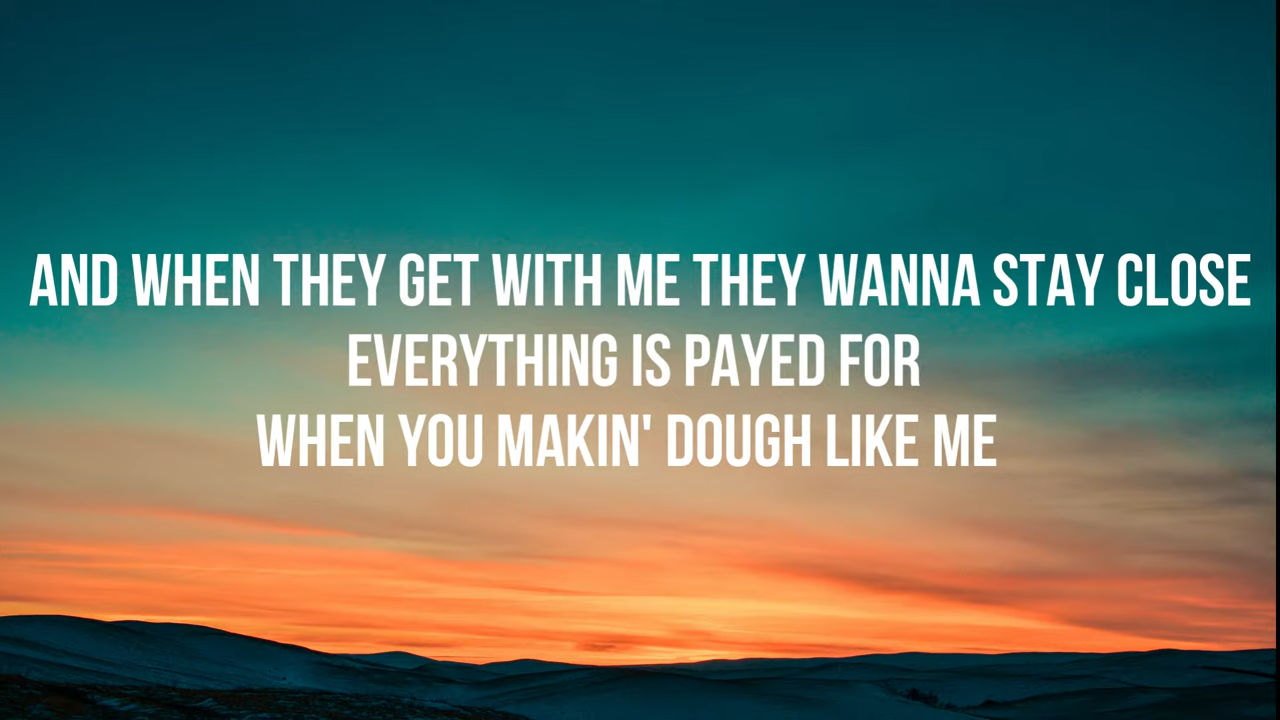 AND WHEN THEY GET WITH ME THEY WANNA STAY CLOSE
EVERYTHING IS PAYED FOR
WHEN YOU MAKIN' DOUGH LIKE ME